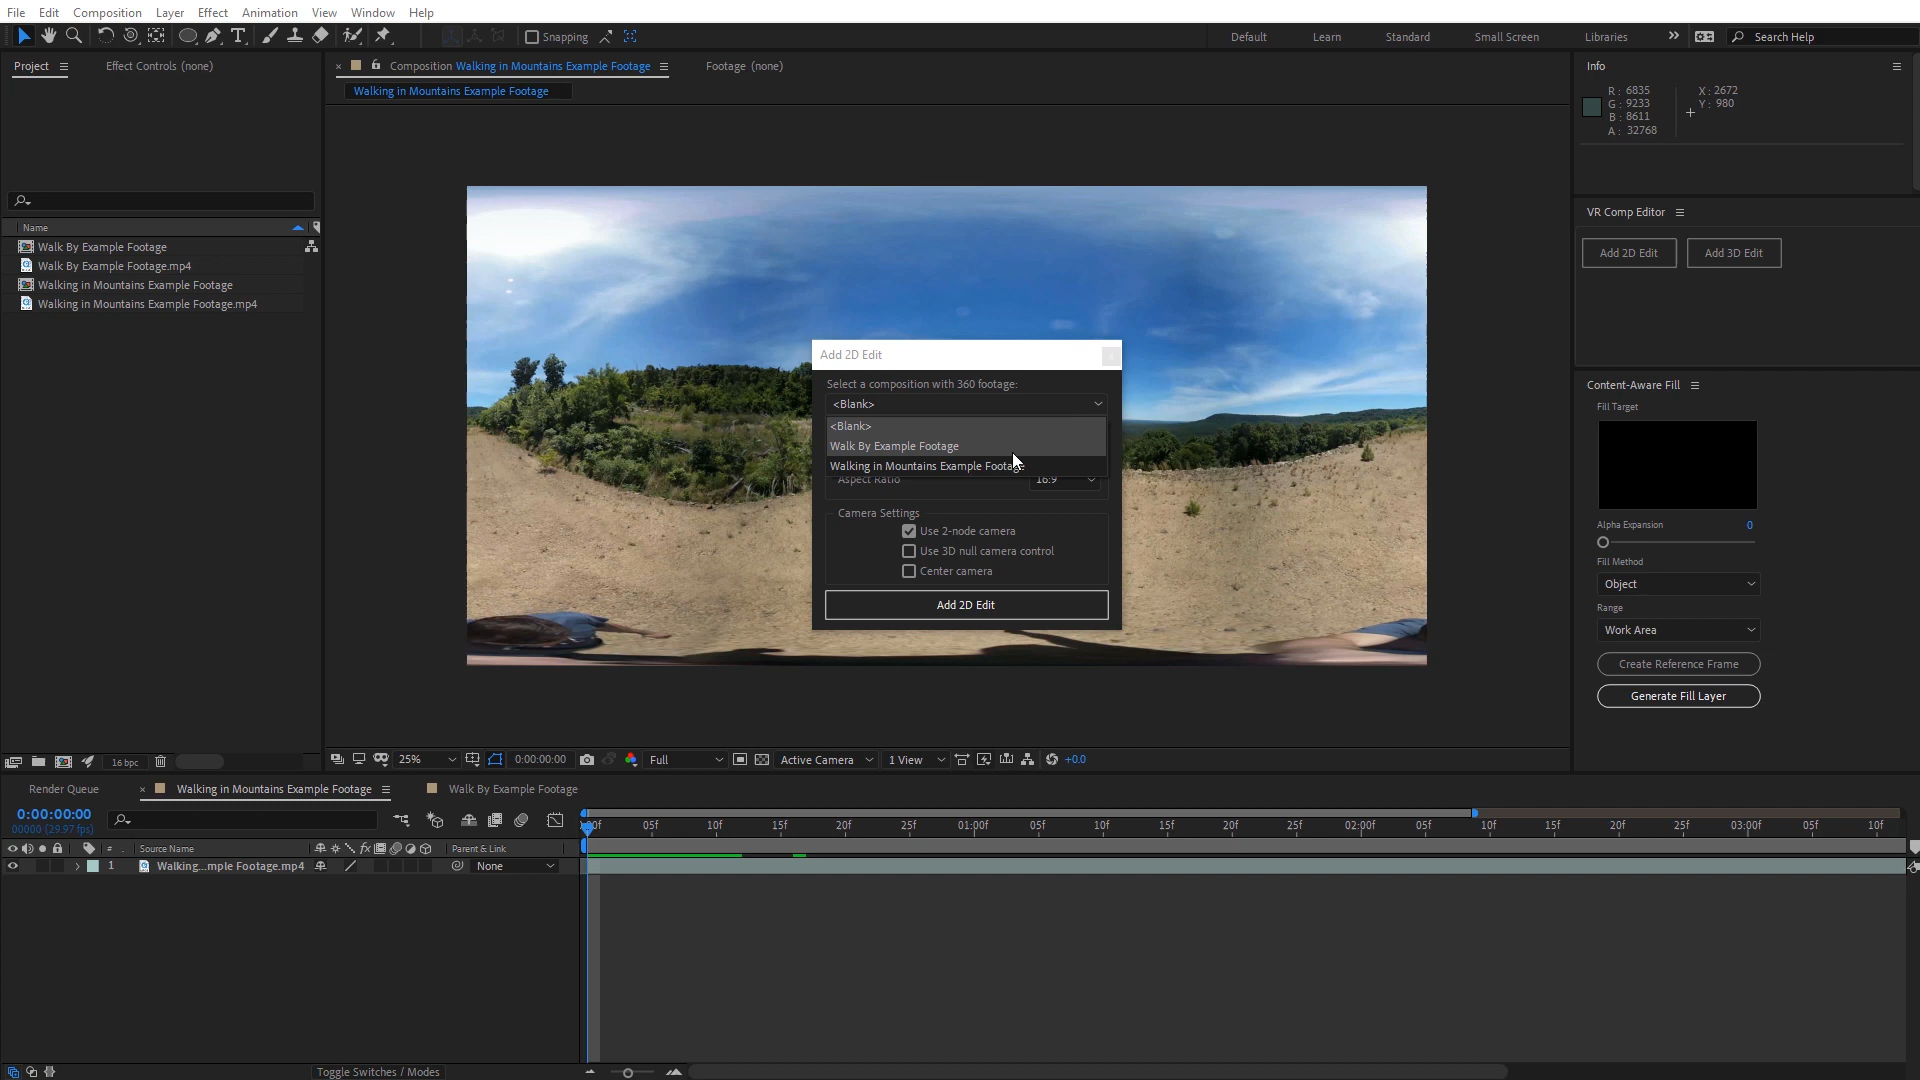 File Edit Composition Layer Effect Animation View Window Help
Snapping
Default Learn Standard Small Screen Libraries Search Help
Project Effect Controls (none)
Composition Walking in Mountains Example Footage Footage (none)
Walking in Mountains Example Footage
Info
R: 6835
G: 9233
B: 8611
A: 32768
X: 2672
Y: 980
Name
Walk By Example Footage
Walk By Example Footage.mp4
Walking in Mountains Example Footage
Walking in Mountains Example Footage.mp4
VR Comp Editor
Add 2D Edit Add 3D Edit
Add 2D Edit
Select a composition with 360 footage:
<Blank>
<Blank>
Walk By Example Footage
Walking in Mountains Example Footage
Aspect Ratio 16:9
Camera Settings
Use 2-node camera
Use 3D null camera control
Center camera
Add 2D Edit
Content-Aware Fill
Fill Target
Alpha Expansion 0
Fill Method
Object
Range
Work Area
Create Reference Frame
Generate Fill Layer
16 bpc
25% 0:00:00:00 Full Active Camera 1 View +0.0
Render Queue Walking in Mountains Example Footage Walk By Example Footage
0:00:00:00
00000 (29.97 fps)
00f 05f 10f 15f 20f 25f 01:00f 05f 10f 15f 20f 25f 02:00f 05f 10f 15f 20f 25f 03:00f 05f 10f
# Source Name Parent & Link
1 Walking...mple Footage.mp4 None
Toggle Switches / Modes